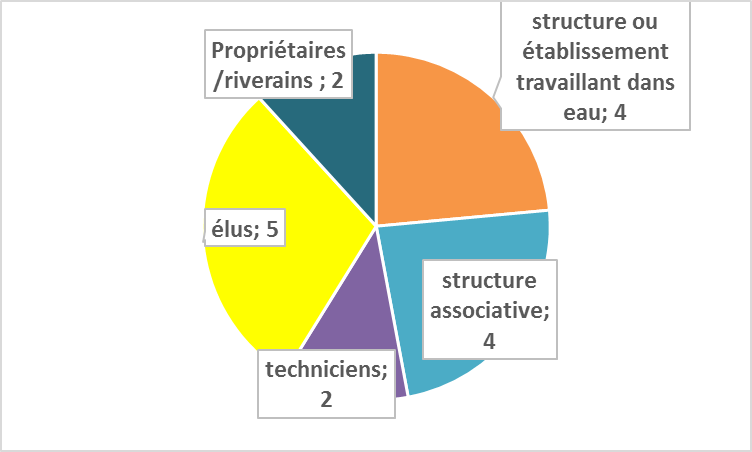 structure ou
établissement
travaillant dans
eau; 4
Propriétaires
/riverains ; 2
élus; 5
structure
associative;
4
techniciens;
2